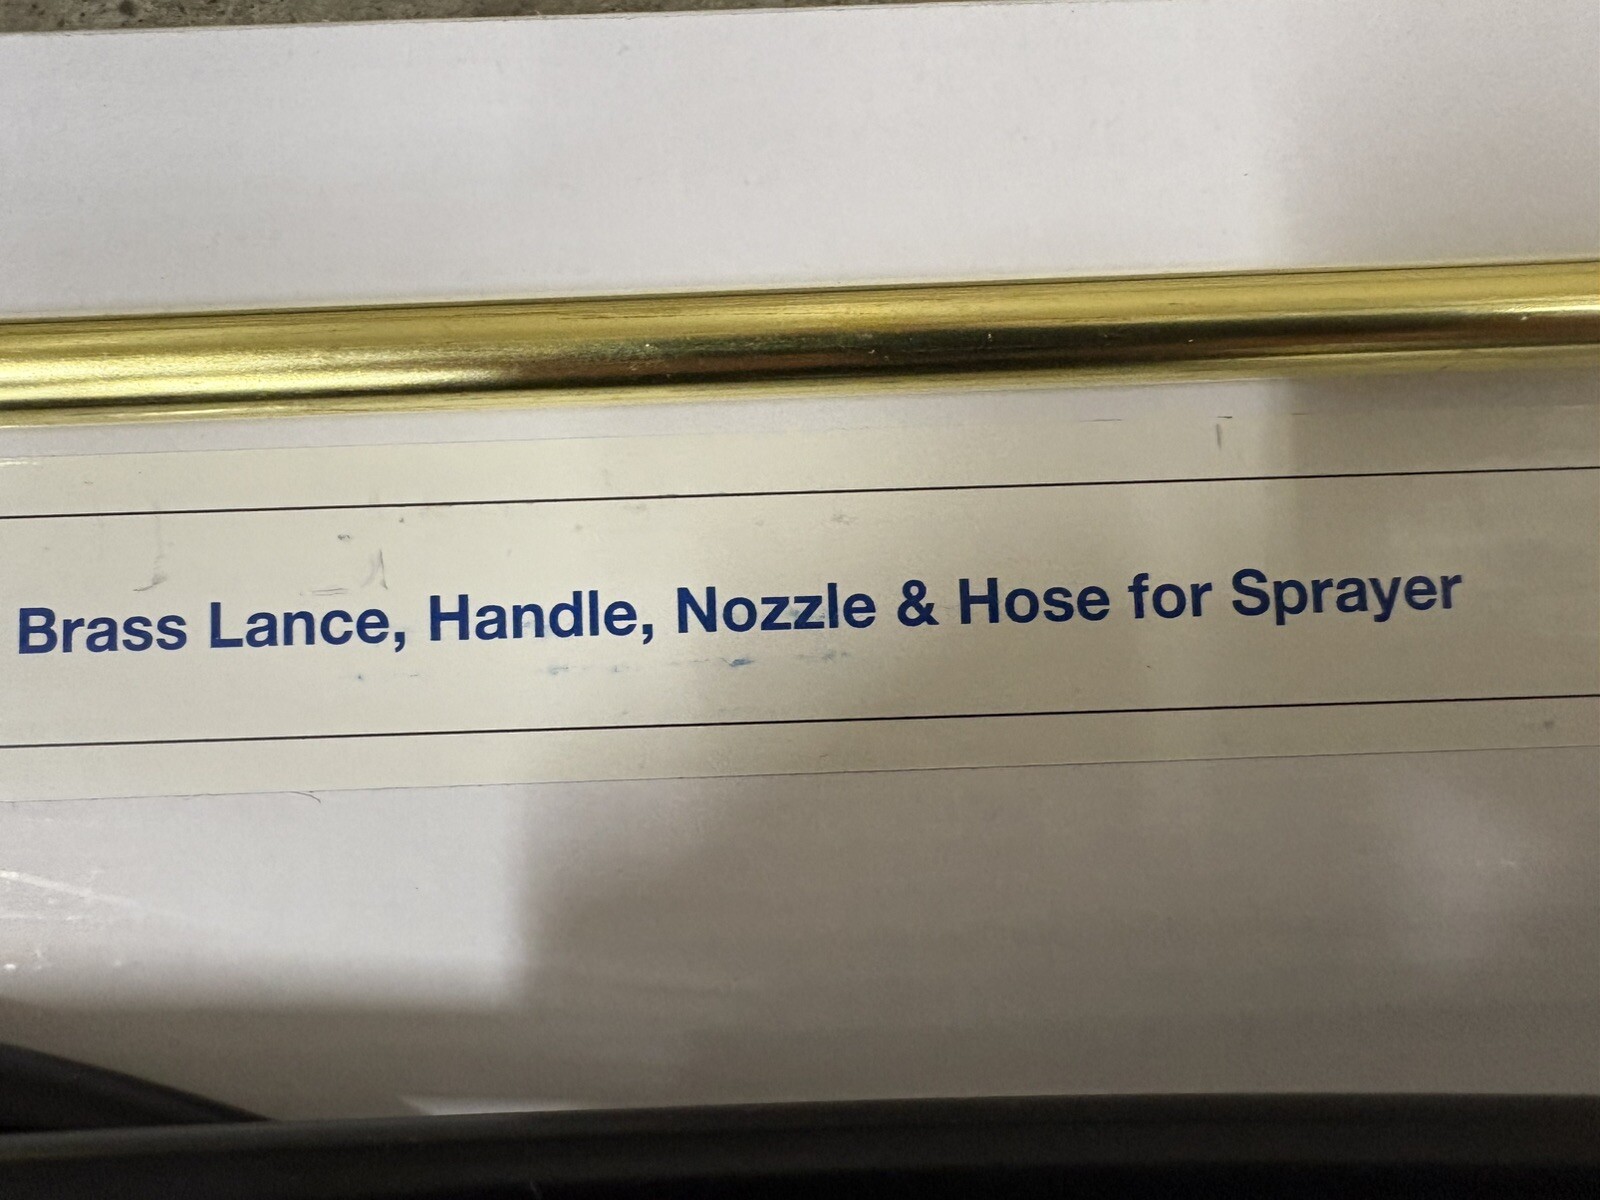 Brass Lance, Handle, Nozzle & Hose for Sprayer